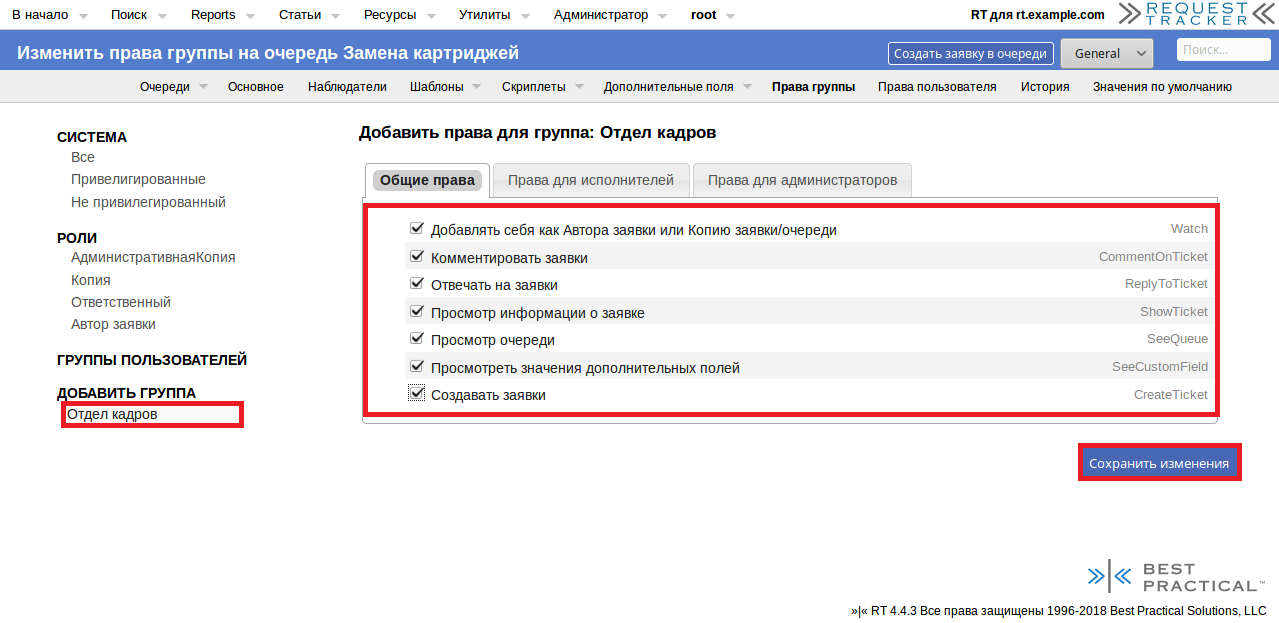 В начало Поиск Reports Статьи Ресурсы Утилиты Администратор root RT для rt.example.com REQUEST TRACKER
Изменить права группы на очередь Замена картриджей Создать заявку в очереди General Поиск...
Очереди Основное Наблюдатели Шаблоны Скриплеты Дополнительные поля Права группы Права пользователя История Значения по умолчанию
СИСТЕМА
Все
Привелигированные
Не привилегированный
РОЛИ
АдминистративнаяКопия
Копия
Ответственный
Автор заявки
ГРУППЫ ПОЛЬЗОВАТЕЛЕЙ
ДОБАВИТЬ ГРУППА
Отдел кадров
Добавить права для группа: Отдел кадров
Общие права Права для исполнителей Права для администраторов
Добавлять себя как Автора заявки или Копию заявки/очереди Watch
Комментировать заявки CommentOnTicket
Отвечать на заявки ReplyToTicket
Просмотр информации о заявке ShowTicket
Просмотр очереди SeeQueue
Просмотреть значения дополнительных полей SeeCustomField
Создавать заявки CreateTicket
Сохранить изменения
BEST
PRACTICAL™
»|« RT 4.4.3 Все права защищены 1996-2018 Best Practical Solutions, LLC